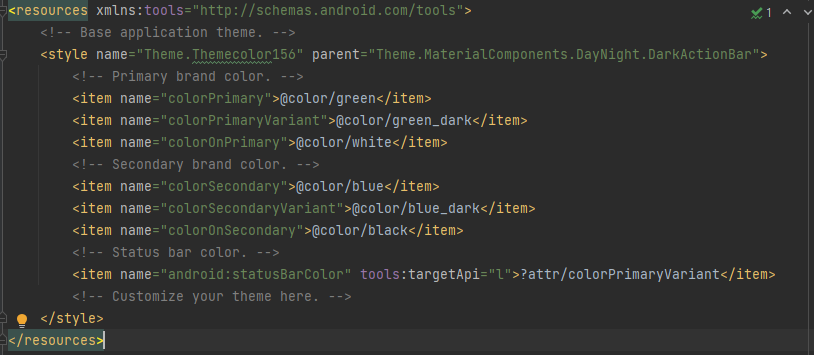 <resources xmlns:tools="http://schemas.android.com/tools">
1
<!-- Base application theme. -->
<style name="Theme.Themecolor156" parent="Theme.MaterialComponents.DayNight.DarkActionBar">
<!-- Primary brand color. -->
<item name="colorPrimary">@color/green</item>
<item name="colorPrimaryVariant">@color/green_dark</item>
<item name="colorOnPrimary">@color/white</item>
<!-- Secondary brand color. -->
<item name="colorSecondary">@color/blue</item>
<item name="colorSecondaryVariant">@color/blue_dark</item>
<item name="colorOnSecondary">@color/black</item>
<!-- Status bar color. -->
<item name="android:statusBarColor" tools:targetApi="l">?attr/colorPrimaryVariant</item>
<!-- Customize your theme here. -->
</style>
</resources>